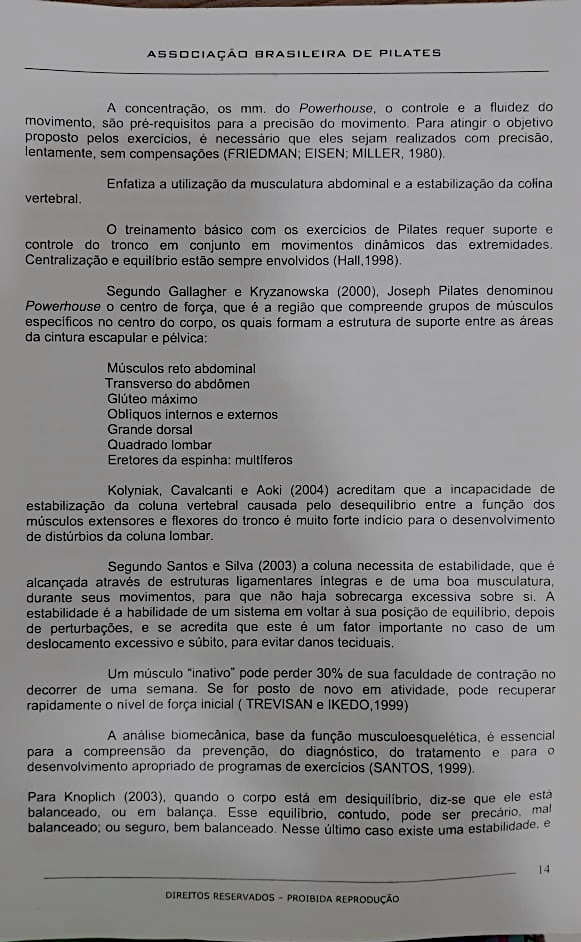 ASSOCIAÇÃO BRASILEIRA DE PILATES
A concentração, os mm. do Powerhouse, o controle e a fluidez do
movimento, são pré-requisitos para a precisão do movimento. Para atingir o objetivo
proposto pelos exercícios, é necessário que eles sejam realizados com precisão,
lentamente, sem compensações (FRIEDMAN; EISEN; MILLER, 1980).
Enfatiza a utilização da musculatura abdominal e a estabilização da colína
vertebral.
O treinamento básico com os exercícios de Pilates requer suporte e
controle do tronco em conjunto em movimentos dinâmicos das extremidades.
Centralização e equilíbrio estão sempre envolvidos (Hall,1998).
Segundo Gallagher e Kryzanowska (2000), Joseph Pilates denominou
Powerhouse o centro de força, que é a região que compreende grupos de músculos
específicos no centro do corpo, os quais formam a estrutura de suporte entre as áreas
da cintura escapular e pélvica:
Músculos reto abdominal
Transverso do abdômen
Glúteo máximo
Oblíquos internos e externos
Grande dorsal
Quadrado lombar
Eretores da espinha: multíferos
Kolyniak, Cavalcanti e Aoki (2004) acreditam que a incapacidade de
estabilização da coluna vertebral causada pelo desequilíbrio entre a função dos
músculos extensores e flexores do tronco é muito forte indício para o desenvolvimento
de distúrbios da coluna lombar.
Segundo Santos e Silva (2003) a coluna necessita de estabilidade, que é
alcançada através de estruturas ligamentares íntegras e de uma boa musculatura,
durante seus movimentos, para que não haja sobrecarga excessiva sobre si. A
estabilidade é a habilidade de um sistema em voltar à sua posição de equilíbrio, depois
de perturbações, e se acredita que este é um fator importante no caso de um
deslocamento excessivo e súbito, para evitar danos teciduais.
Um músculo “inativo” pode perder 30% de sua faculdade de contração no
decorrer de uma semana. Se for posto de novo em atividade, pode recuperar
rapidamente o nível de força inicial ( TREVISAN e IKEDO,1999)
A análise biomecânica, base da função musculoesquelética, é essencial
para a compreensão da prevenção, do diagnóstico, do tratamento e para o
desenvolvimento apropriado de programas de exercícios (SANTOS, 1999).
Para Knoplich (2003), quando o corpo está em desiquilíbrio, diz-se que ele está
balanceado, ou em balança. Esse equilíbrio, contudo, pode ser precário, mal
balanceado; ou seguro, bem balanceado. Nesse último caso existe uma estabilidade, e
14
DIREITOS RESERVADOS – PROIBIDA REPRODUÇÃO